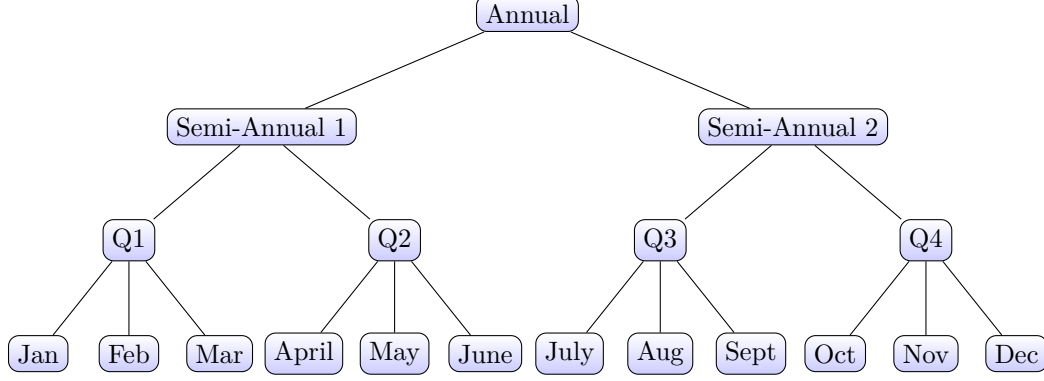 Annual
Semi-Annual 1 Semi-Annual 2
Q1 Q2 Q3 Q4
Jan Feb Mar April May June July Aug Sept Oct Nov Dec